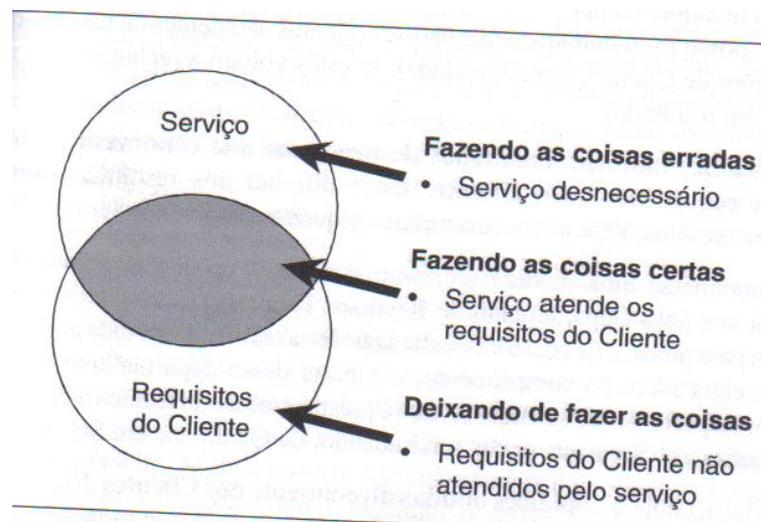 Serviço
Fazendo as coisas erradas
• Serviço desnecessário
Fazendo as coisas certas
• Serviço atende os
requisitos do Cliente
Requisitos
do Cliente
Deixando de fazer as coisas
• Requisitos do Cliente não
atendidos pelo serviço